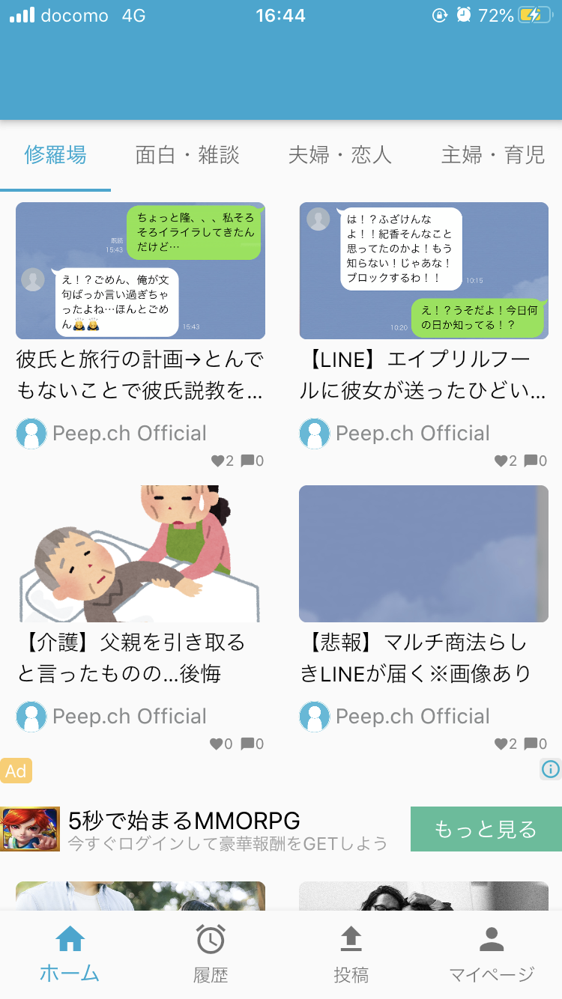 docomo 4G 16:44 72%
修羅場 面白・雑談 夫婦・恋人 主婦・育児
ちょっと隆、、、私そろ
そろイライラしてきたん
だけど…
既読
15:43
え！？ごめん、俺が文
句ばっか言い過ぎちゃ
ったよね…ほんとごめ
ん🙇🙇
15:43
彼氏と旅行の計画→とんで
もないことで彼氏説教を...
Peep.ch Official
2 0
は！？ふざけんな
よ！！紀香そんなこと
思ってたのかよ！もう
知らない！じゃあな！
ブロックするわ！！
10:15
え！？うそだよ！今日何
の日か知ってる！？
10:20
【LINE】エイプリルフー
ルに彼女が送ったひどい...
Peep.ch Official
2 0
【介護】父親を引き取る
と言ったものの...後悔
Peep.ch Official
0 0
【悲報】マルチ商法らし
きLINEが届く※画像あり
Peep.ch Official
2 0
Ad
5秒で始まるMMORPG
今すぐログインして豪華報酬をGETしよう
もっと見る
ホーム 履歴 投稿 マイページ